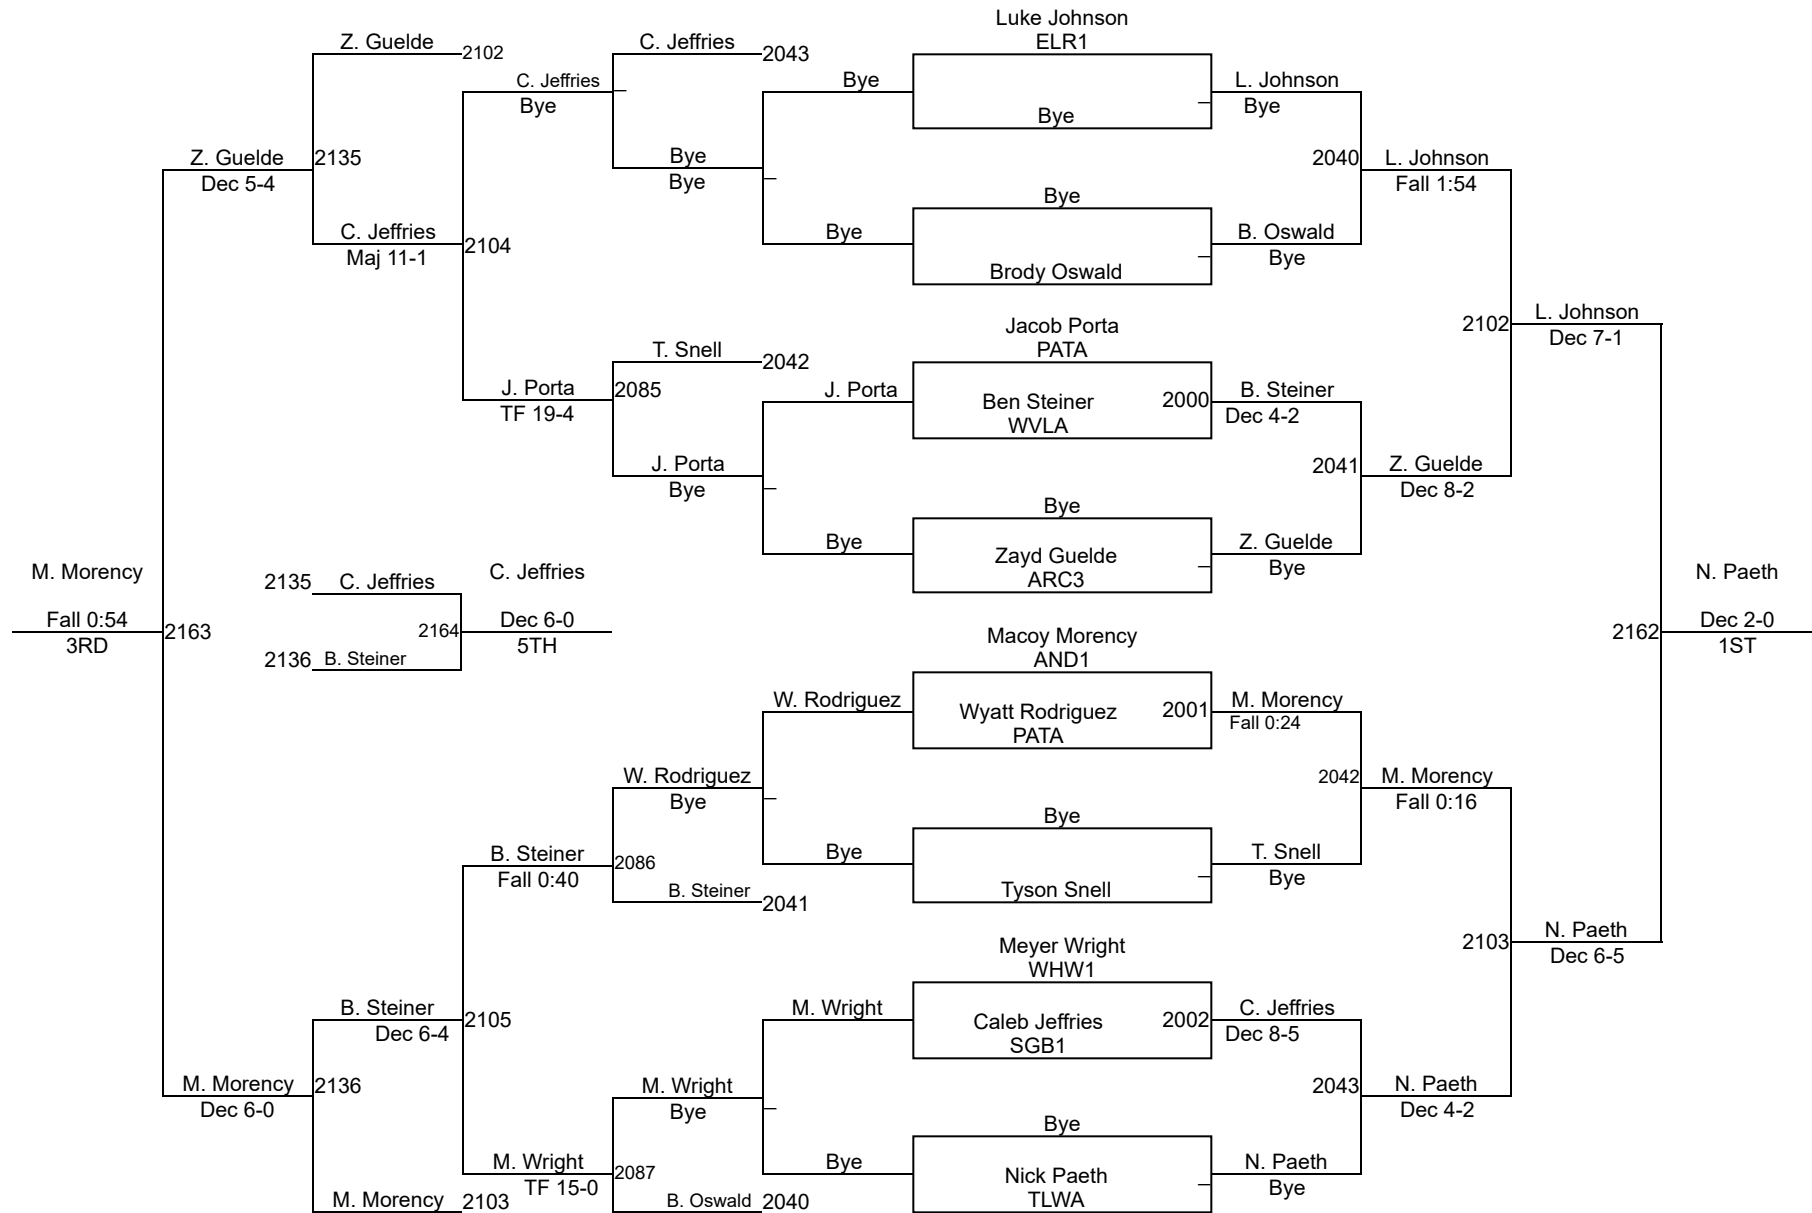 Luke Johnson
Z. Guelde
C. Jeffries
ELR1
2102
2043
C. Jeffries
Bye
L. Johnson
Bye
Bye
Bye
Z. Guelde
2135
Bye
2040
L. Johnson
Dec 5-4
Bye
Fall 1:54
Bye
C. Jeffries
2104
Bye
B. Oswald
Maj 11-1
Bye
Brody Oswald
Jacob Porta
L. Johnson
2102
T. Snell
PATA
Dec 7-1
2042
J. Porta
2085
J. Porta
Ben Steiner
2000
B. Steiner
TF 19-4
WVLA
Dec 4-2
J. Porta
2041
Z. Guelde
Bye
Dec 8-2
Bye
Bye
Zayd Guelde
Z. Guelde
M. Morency
2135
C. Jeffries
C. Jeffries
ARC3
Bye
N. Paeth
Fall 0:54
Dec 6-0
Dec 2-0
2163
2164
Macoy Morency
2162
3RD
2136
B. Steiner
5TH
AND1
1ST
W. Rodriguez
Wyatt Rodriguez
2001
M. Morency
PATA
Fall 0:24
W. Rodriguez
2042
M. Morency
Bye
Fall 0:16
Bye
B. Steiner
2086
Bye
T. Snell
Fall 0:40
Bye
B. Steiner
Tyson Snell
2041
Meyer Wright
2103
N. Paeth
WHW1
Dec 6-5
B. Steiner
2105
M. Wright
Caleb Jeffries
2002
C. Jeffries
Dec 6-4
SGB1
Dec 8-5
M. Morency
2136
M. Wright
2043
N. Paeth
Dec 6-0
Bye
Dec 4-2
Bye
M. Wright
2087
Bye
Nick Paeth
N. Paeth
TF 15-0
TLWA
Bye
M. Morency
2103
B. Oswald
2040